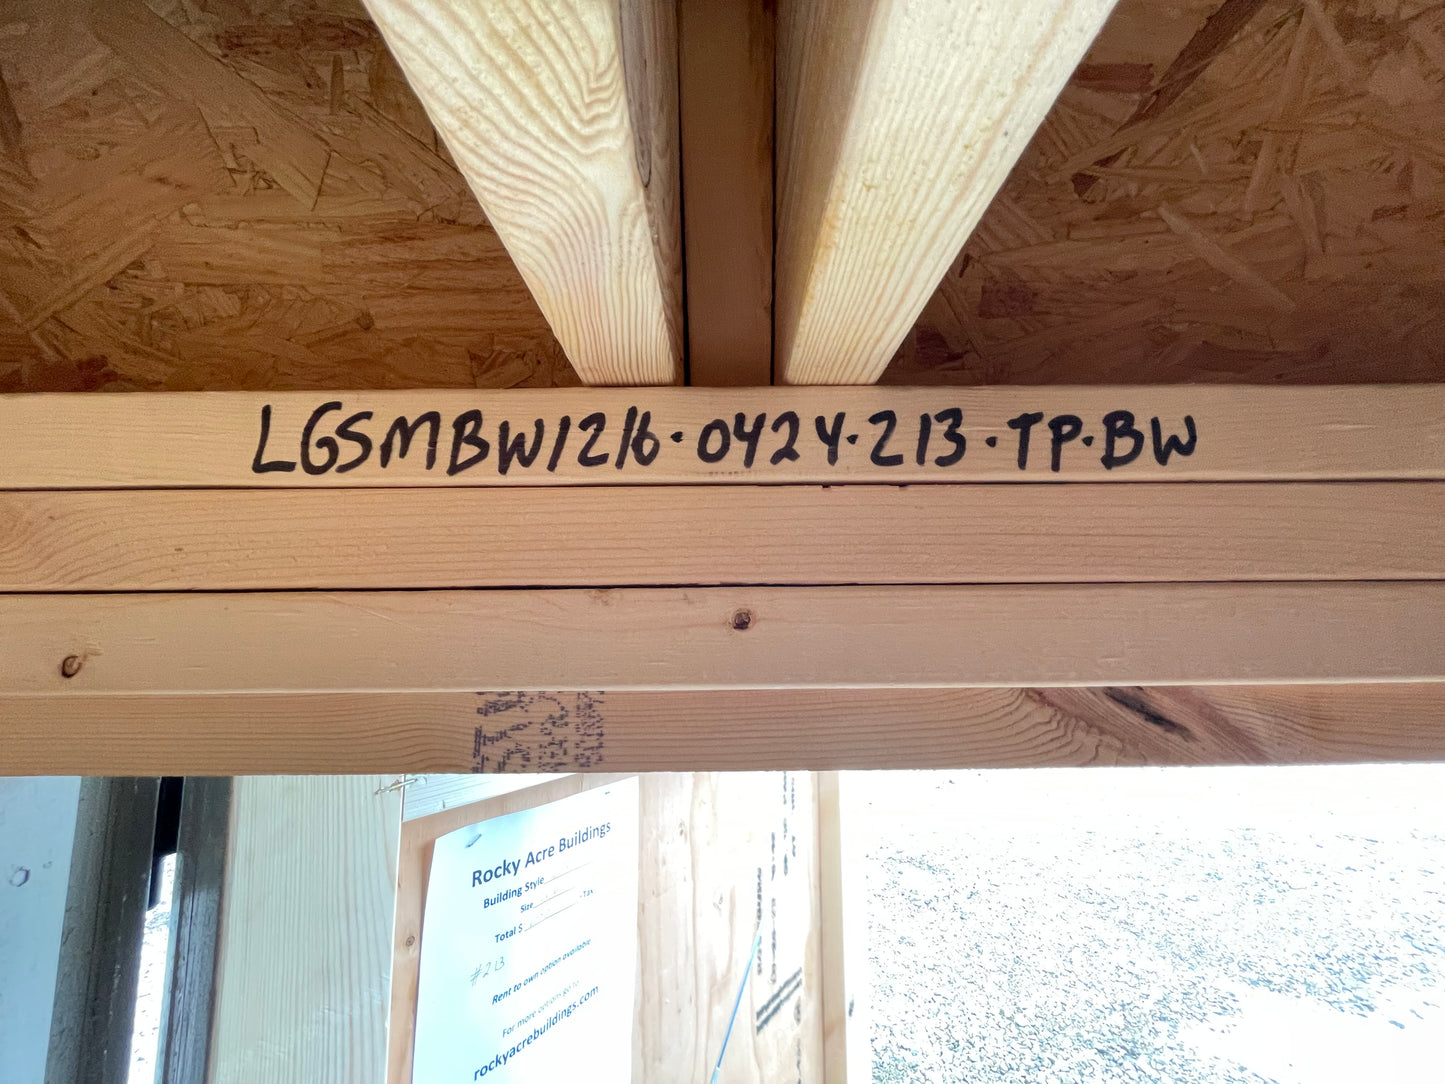 LGSMBW1216·0424·213·TP·BW
Rocky Acre Buildings
Building Style
Size
Total $ -Tax
#213
Rent to own option available
For more options go to
rockyacrebuildings.com